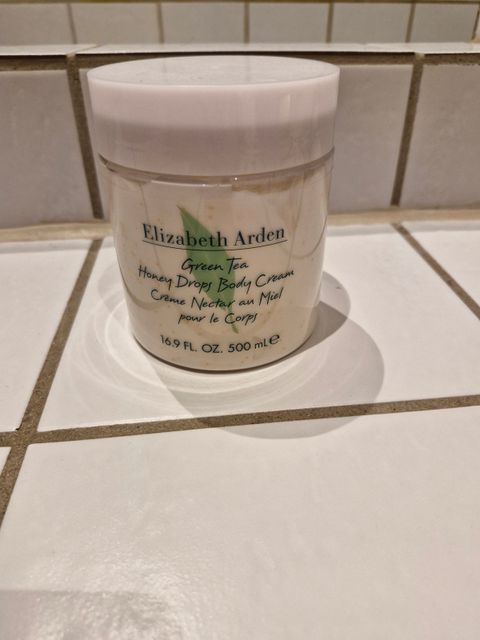 Elizabeth Arden
Green Tea
Honey Drops Body Cream
Crème Nectar au Miel
pour le Corps
16.9 FL. OZ. 500 mL e